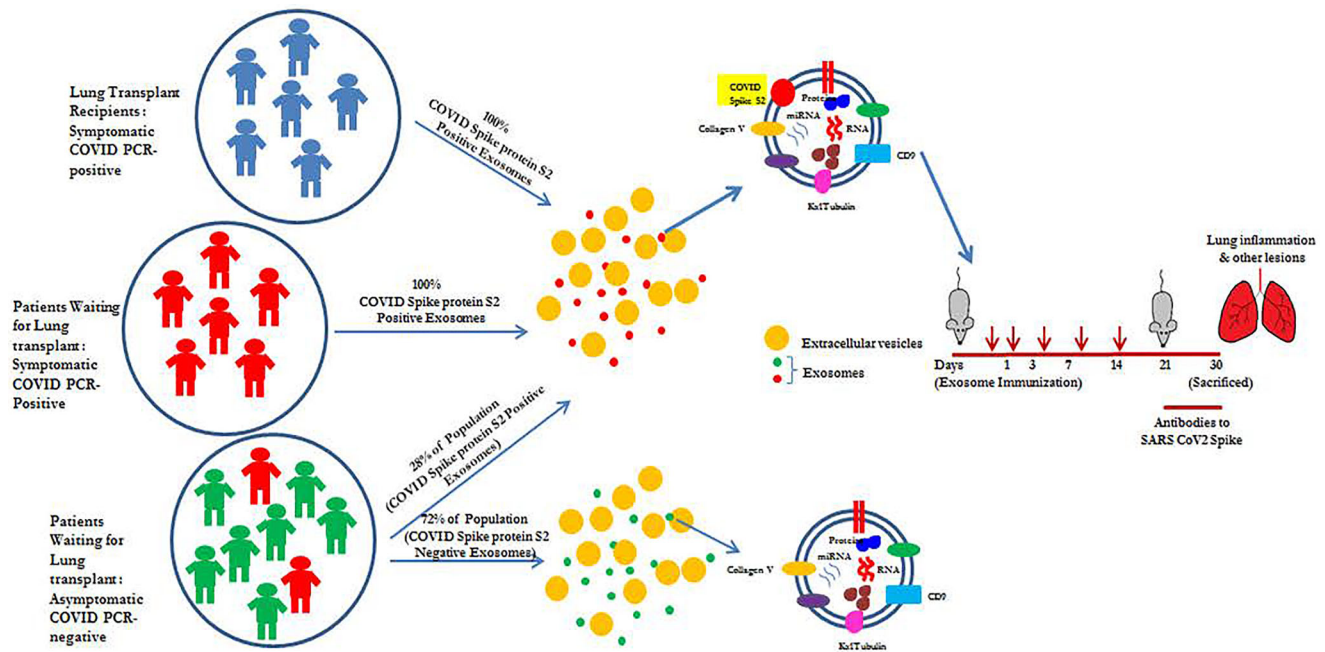 Lung Transplant
Recipients:
Symptomatic
COVID PCR-
positive
100%
COVID Spike protein S2
Positive Exosomes
COVID
Spike S2
Proteins
miRNA
RNA
Collagen V
CD9
Kα1Tubulin
Patients Waiting
for Lung
transplant:
Symptomatic
COVID PCR-
Positive
100%
COVID Spike protein S2
Positive Exosomes
Extracellular vesicles
Exosomes
Lung inflammation
& other lesions
Days 1 3 7 14 21 30
(Exosome Immunization) (Sacrificed)
Antibodies to
SARS CoV2 Spike
28% of Population
(COVID Spike protein S2 Positive
Exosomes)
72% of Population
(COVID Spike protein S2
Negative Exosomes)
Patients
Waiting for
Lung
transplant:
Asymptomatic
COVID PCR-
negative
Proteins
miRNA
RNA
Collagen V
CD9
Kα1Tubulin